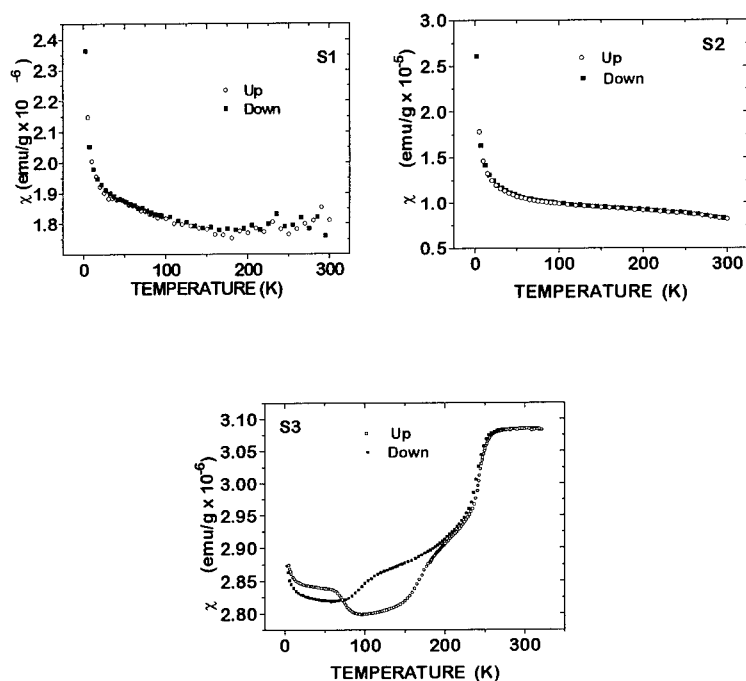 S1
Up
Down
χ (emu/g x 10 ⁻⁶)
2.4
2.3
2.2
2.1
2.0
1.9
1.8
0 100 200 300
TEMPERATURE (K)
S2
Up
Down
χ (emu/g x 10⁻⁵)
3.0
2.5
2.0
1.5
1.0
0.5
0 100 200 300
TEMPERATURE (K)
S3
Up
Down
χ (emu/g x 10⁻⁶)
3.10
3.05
3.00
2.95
2.90
2.85
2.80
0 100 200 300
TEMPERATURE (K)